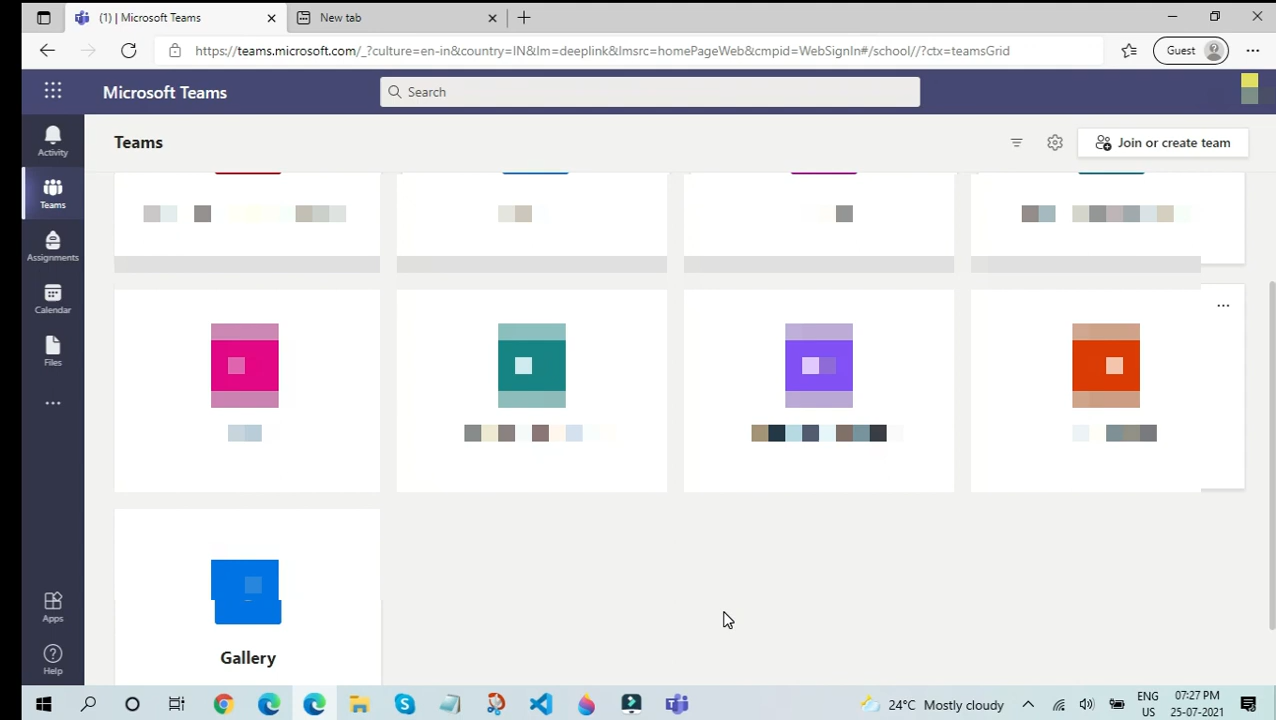 (1) | Microsoft Teams
New tab
https://teams.microsoft.com/_?culture=en-in&country=IN&lm=deeplink&lmsrc=homePageWeb&cmpid=WebSignIn#/school//?ctx=teamsGrid
Guest
Microsoft Teams
Search
Activity
Teams
Join or create team
Teams
Assignments
Calendar
Files
Apps
Gallery
Help
24°C Mostly cloudy
ENG
US
07:27 PM
25-07-2021